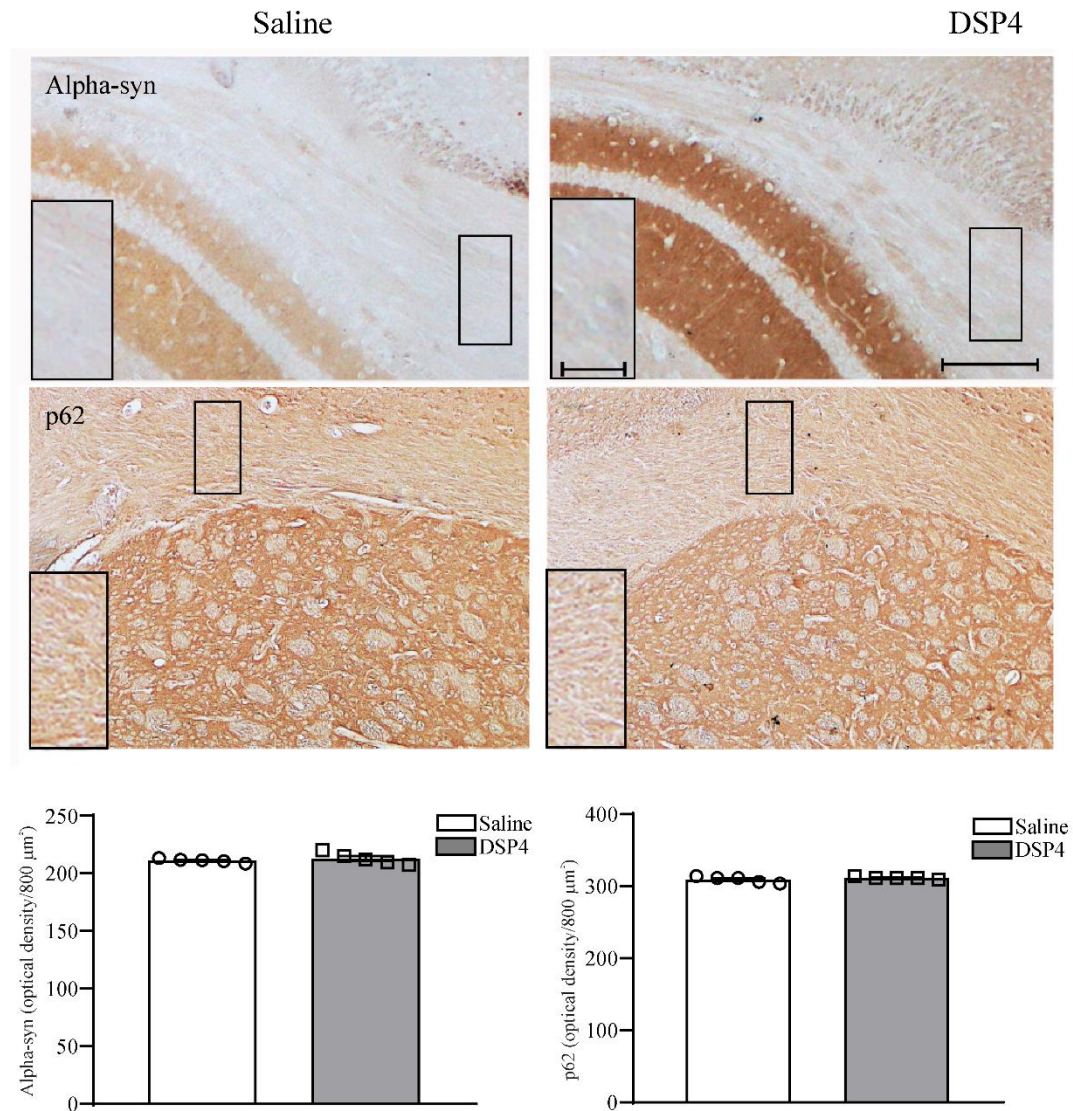 Saline
DSP4
Alpha-syn
p62
Alpha-syn (optical density/800 µm²)
250
200
150
100
50
0
Saline
DSP4
p62 (optical density/800 µm²)
400
300
200
100
0
Saline
DSP4